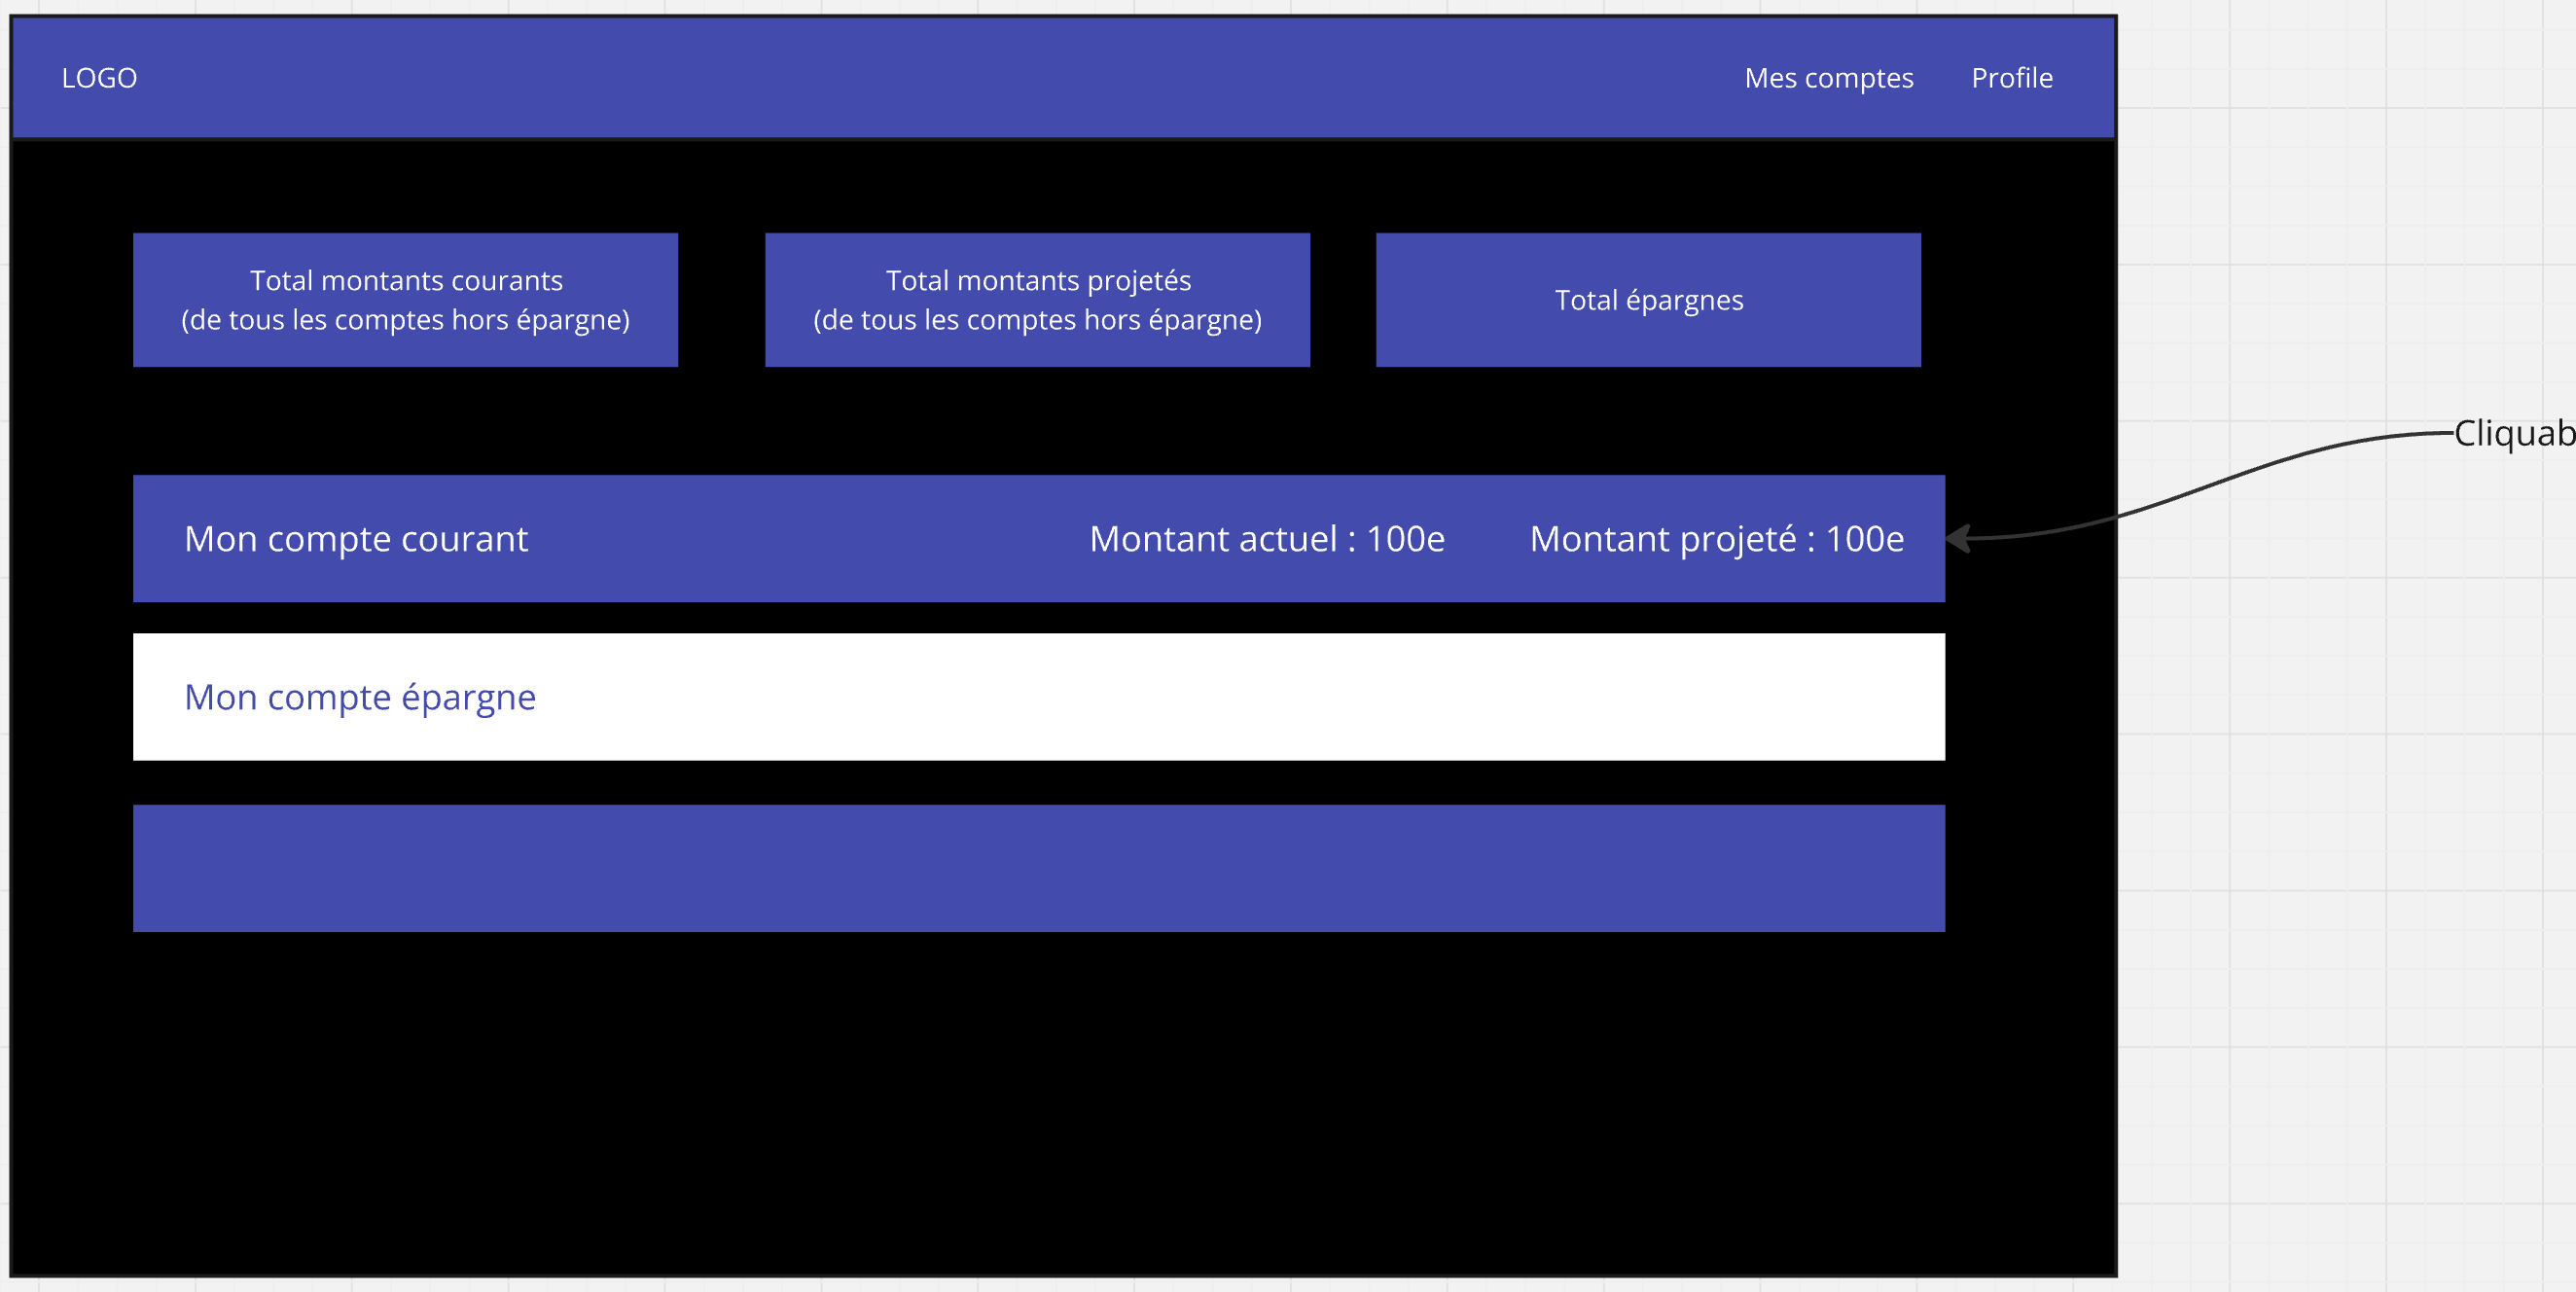 LOGO
Mes comptes
Profile
Total montants courants
(de tous les comptes hors épargne)
Total montants projetés
(de tous les comptes hors épargne)
Total épargnes
Cliquab
Mon compte courant
Montant actuel : 100e
Montant projeté : 100e
Mon compte épargne